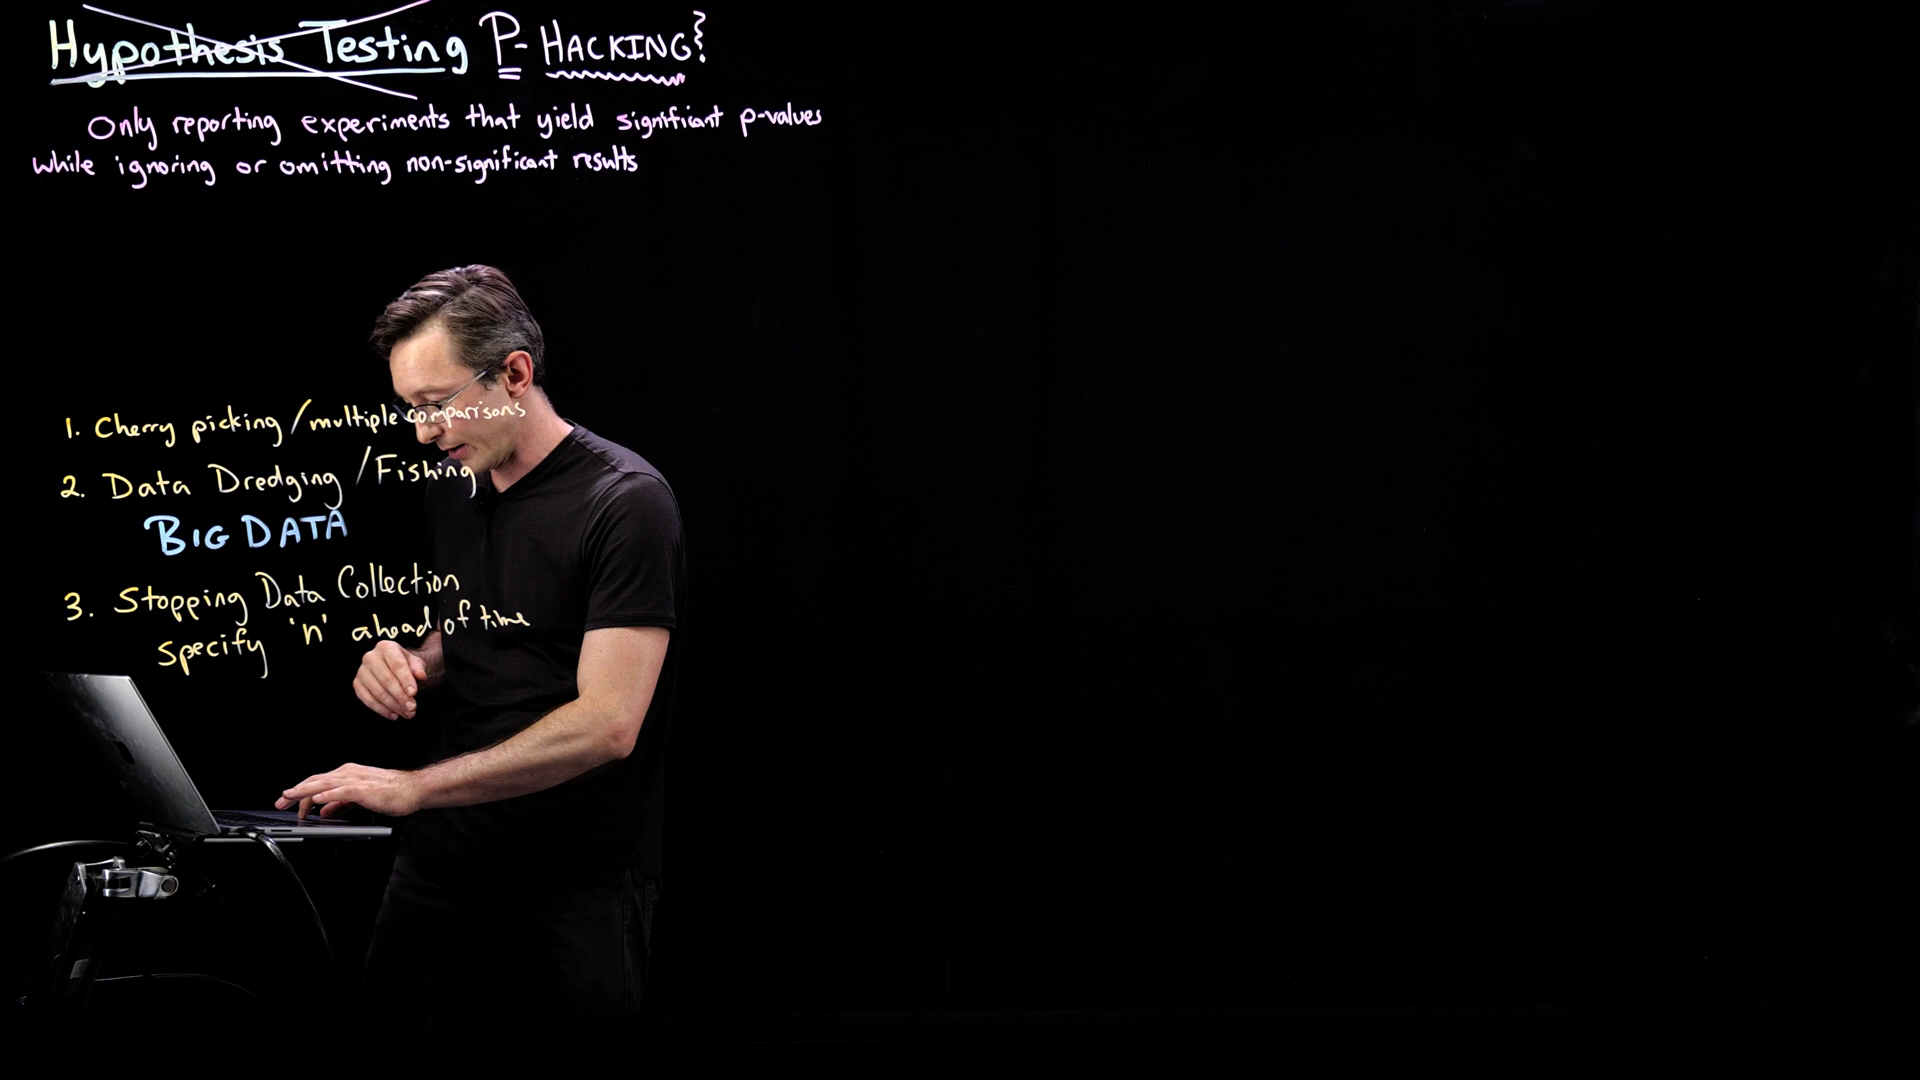 Hypothesis Testing P-HACKING
Only reporting experiments that yield significant p-values
while ignoring or omitting non-significant results
1. Cherry picking/multiple comparisons
2. Data Dredging/Fishing
BIG DATA
3. Stopping Data Collection
specify 'n' ahead of time